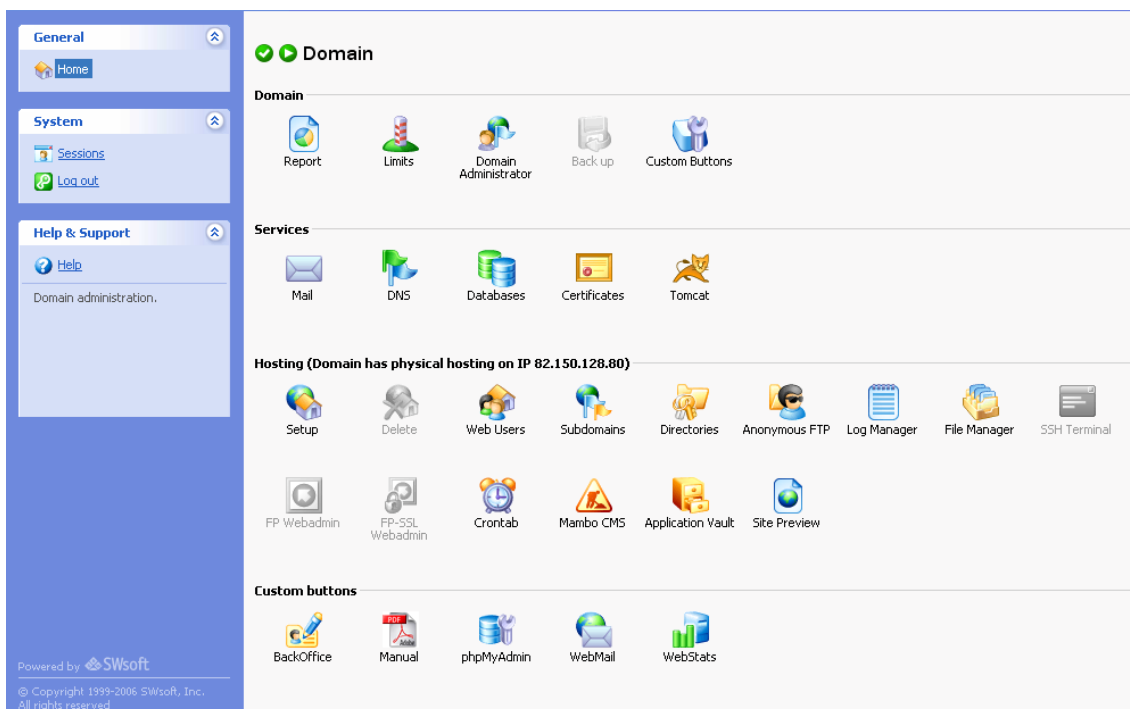 General
Home
System
Sessions
Log out
Help & Support
Help
Domain administration.
Powered by SWsoft
© Copyright 1999-2006 SWsoft, Inc.
All rights reserved
Domain
Domain
Report
Limits
Domain
Administrator
Back up
Custom Buttons
Services
Mail
DNS
Databases
Certificates
Tomcat
Hosting (Domain has physical hosting on IP 82.150.128.80)
Setup
Delete
Web Users
Subdomains
Directories
Anonymous FTP
Log Manager
File Manager
SSH Terminal
FP Webadmin
FP-SSL
Webadmin
Crontab
Mambo CMS
Application Vault
Site Preview
Custom buttons
BackOffice
PDF
Adobe
Manual
phpMyAdmin
WebMail
WebStats